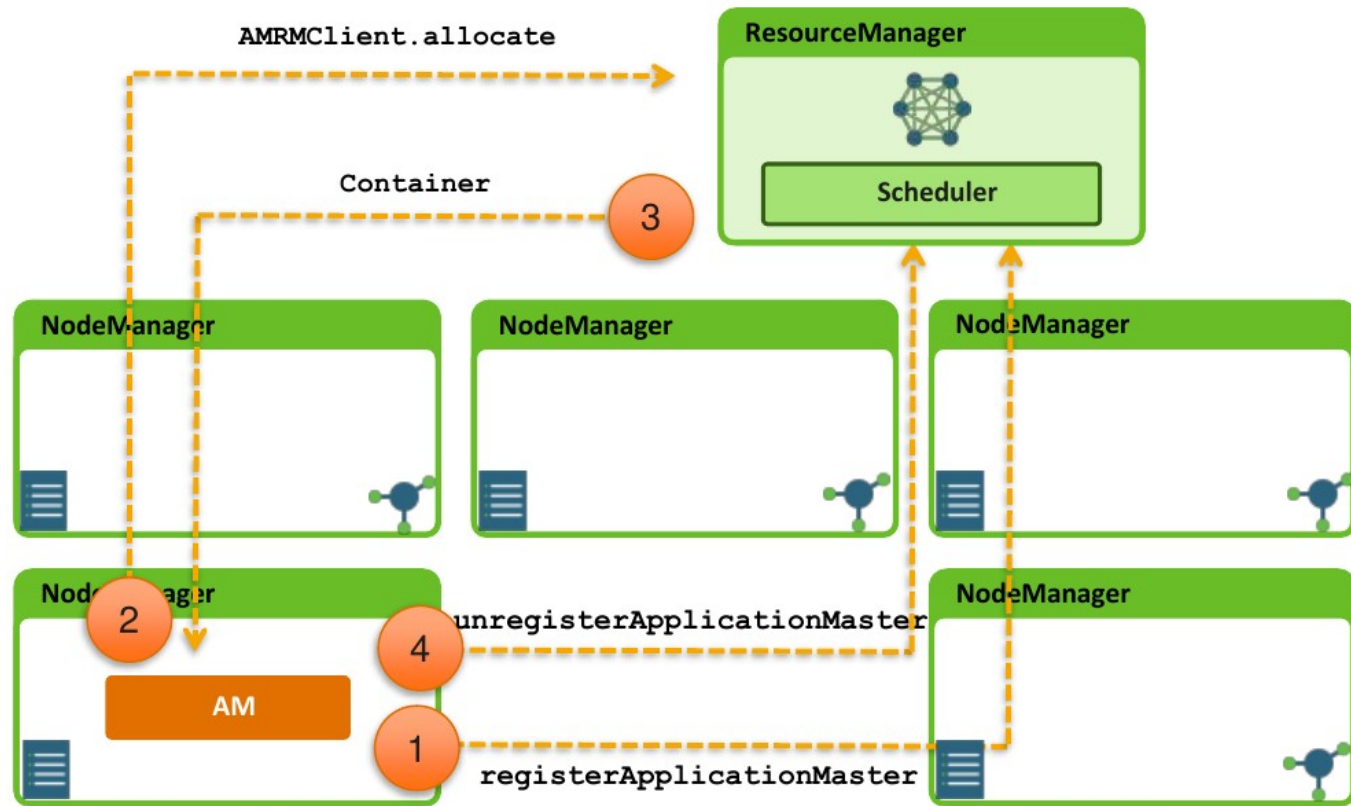 AMRMClient.allocate
ResourceManager
Container
3
Scheduler
NodeManager
NodeManager
NodeManager
NodeManager
2
4
unregisterApplicationMaster
NodeManager
AM
1
registerApplicationMaster